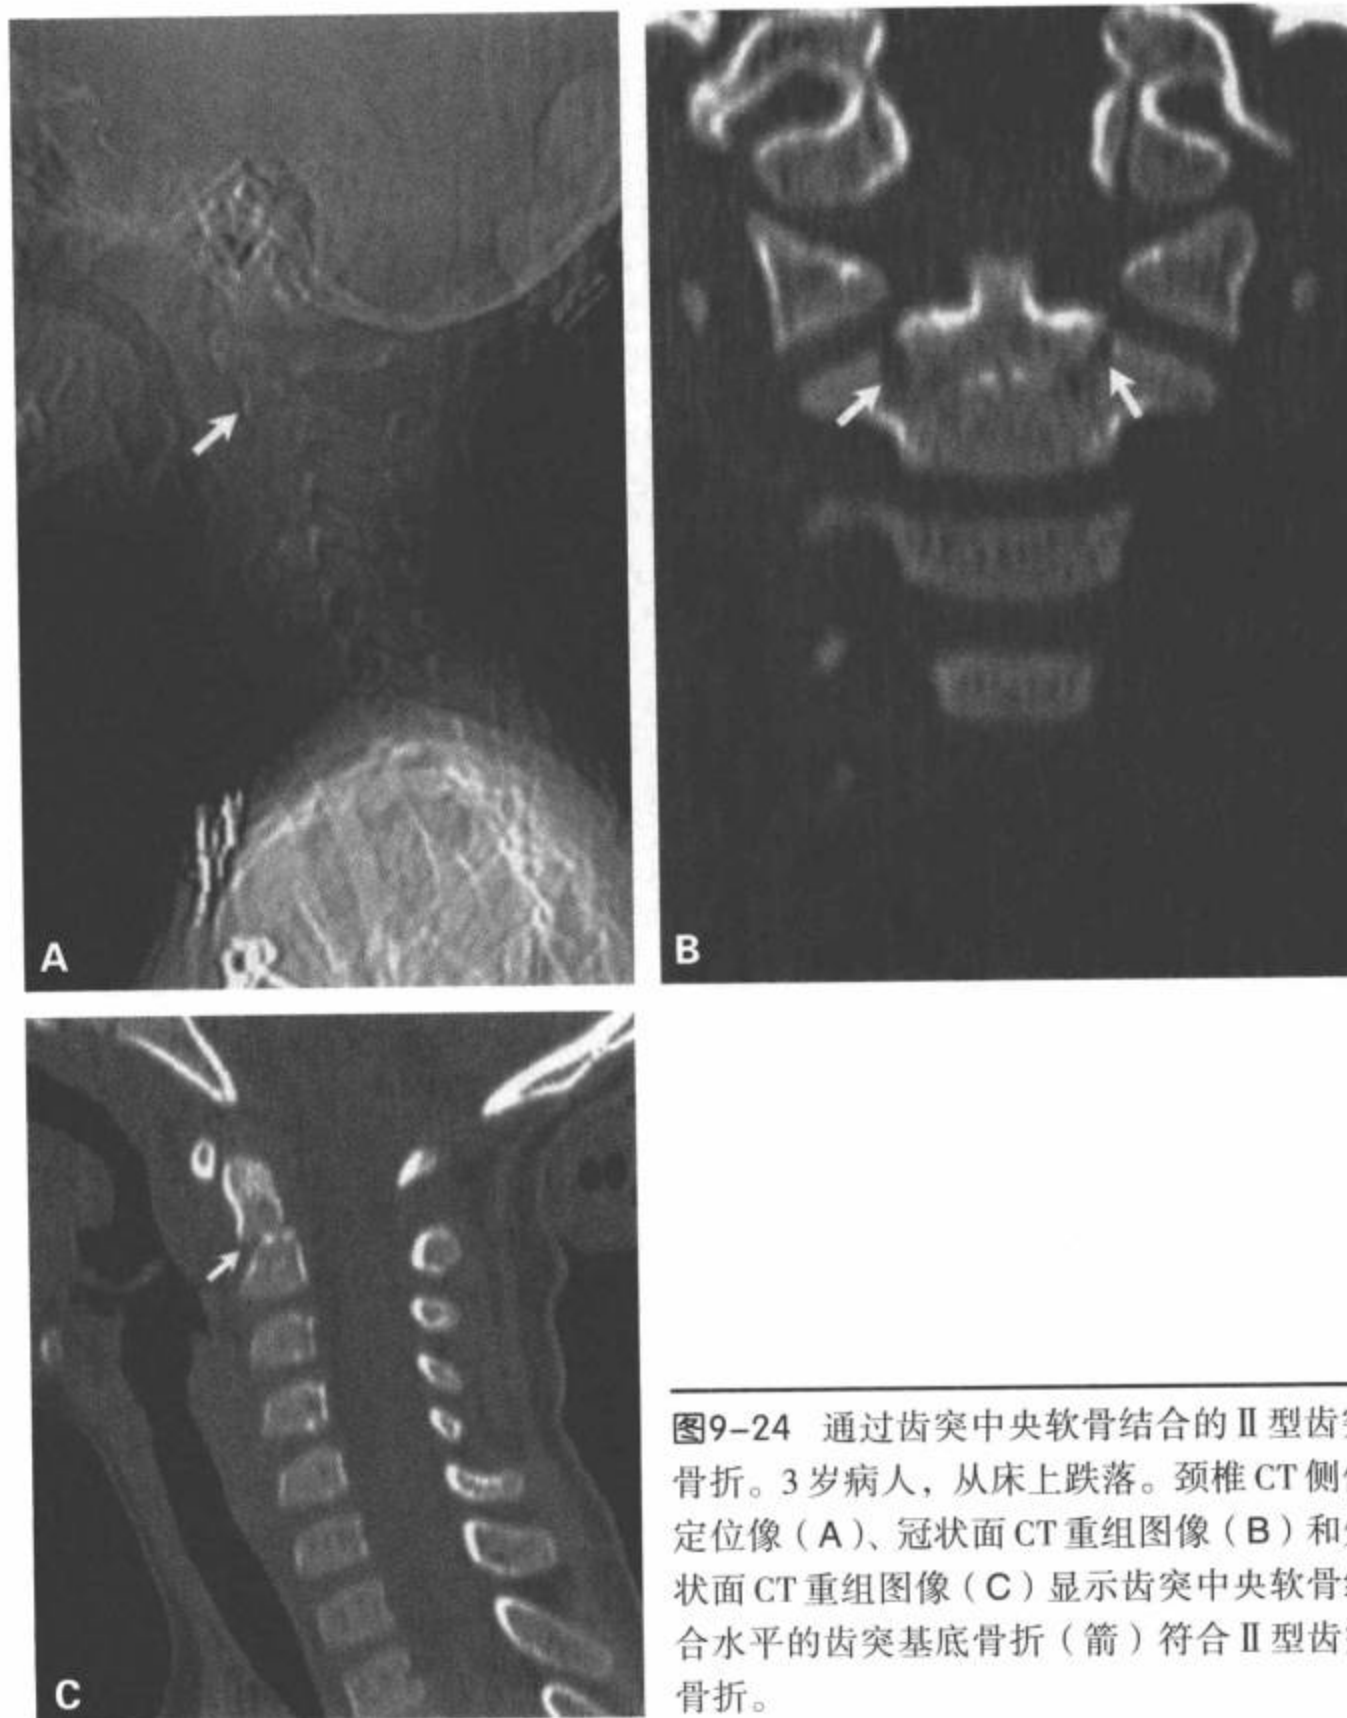 A
B
C
图9-24 通过齿突中央软骨结合的Ⅱ型齿
骨折。3岁病人，从床上跌落。颈椎CT侧
定位像（A）、冠状面CT重组图像（B）和
状面CT重组图像（C）显示齿突中央软骨
合水平的齿突基底骨折（箭）符合Ⅱ型齿
骨折。